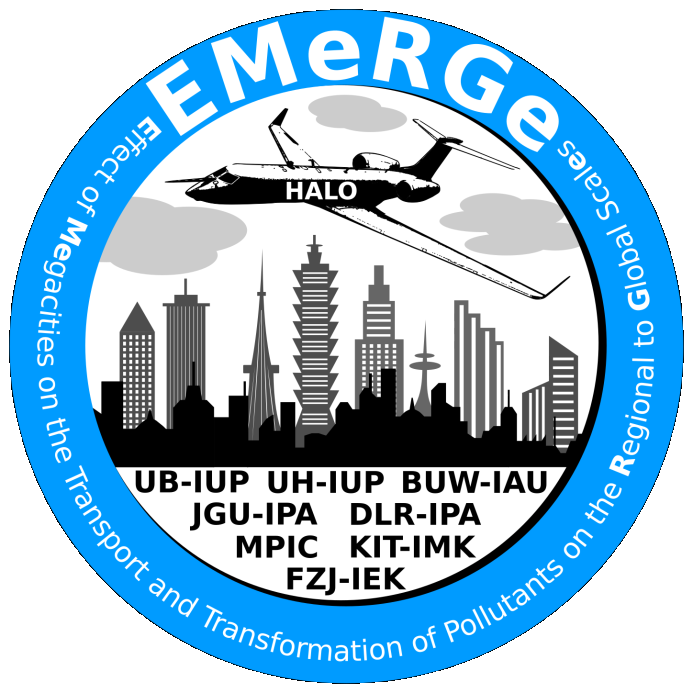 EMeRGe
Effect of Megacities on the Transport and Transformation of Pollutants on the Regional to Global Scales
HALO
UB-IUP UH-IUP BUW-IAU
JGU-IPA DLR-IPA
MPIC KIT-IMK
FZJ-IEK